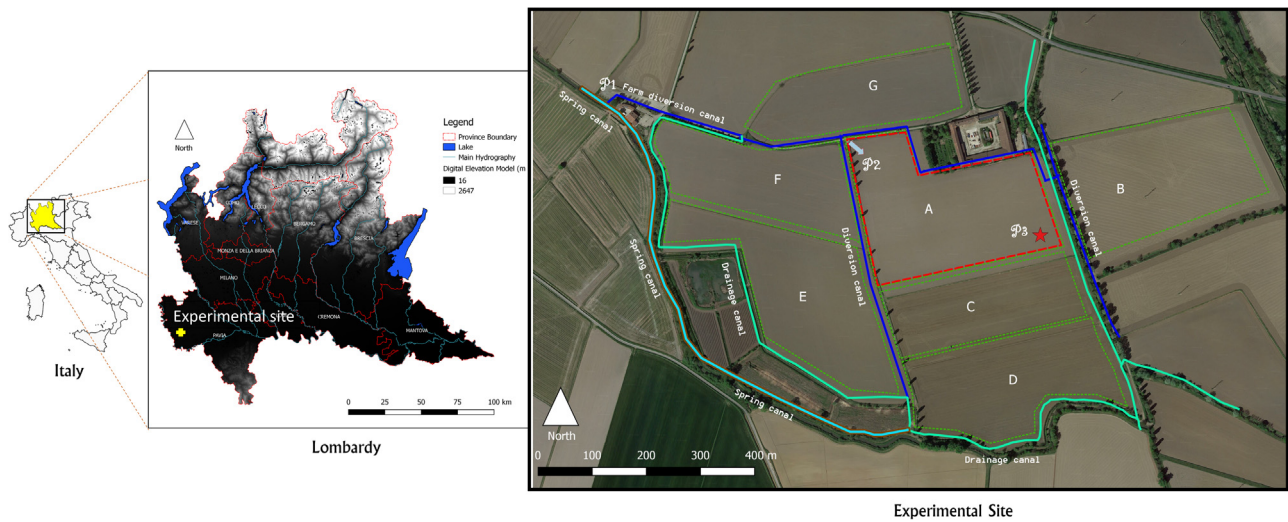 Italy
North
Legend
Province Boundary
Lake
Main Hydrography
Digital Elevation Model (m
16
2647
VARESE
COMO
LECCO
BERGAMO
BRESCIA
MONZA E DELLA BRIANZA
MILANO
Experimental site
PAVIA
CREMONA
MANTOVA
0 25 50 75 100 km
Lombardy
P1
Farm diversion canal
Spring canal
G
P2
F
A
B
P3
Diversion canal
Spring canal
Drainage canal
Diversion canal
E
C
D
Spring canal
Drainage canal
North
0 100 200 300 400 m
Experimental Site